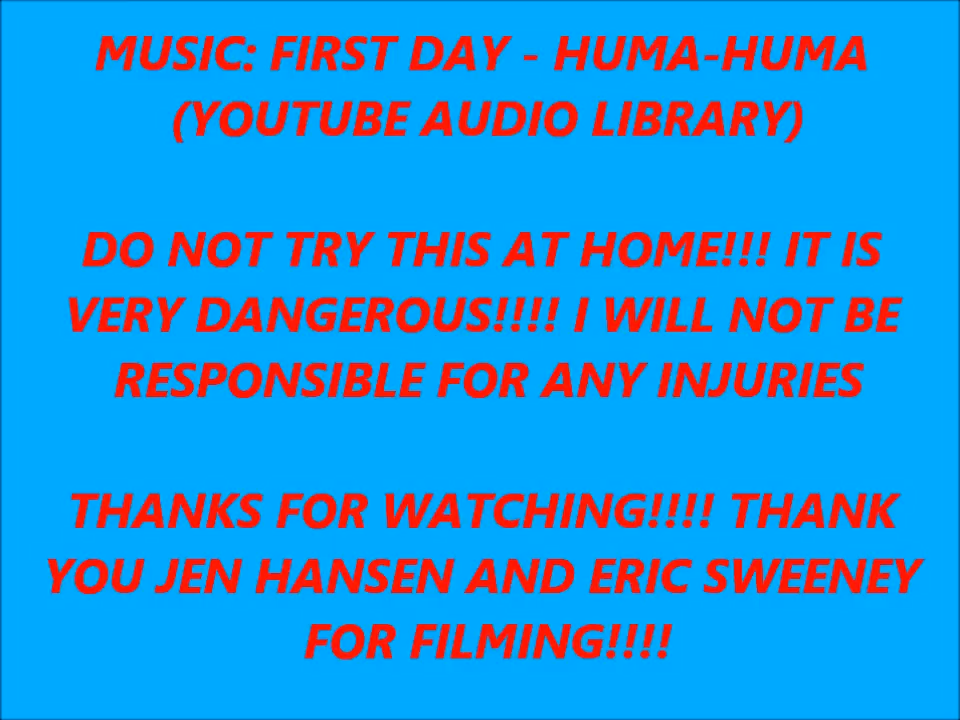 MUSIC: FIRST DAY - HUMA-HUMA
(YOUTUBE AUDIO LIBRARY)
DO NOT TRY THIS AT HOME!!! IT IS
VERY DANGEROUS!!!! I WILL NOT BE
RESPONSIBLE FOR ANY INJURIES
THANKS FOR WATCHING!!!! THANK
YOU JEN HANSEN AND ERIC SWEENEY
FOR FILMING!!!!